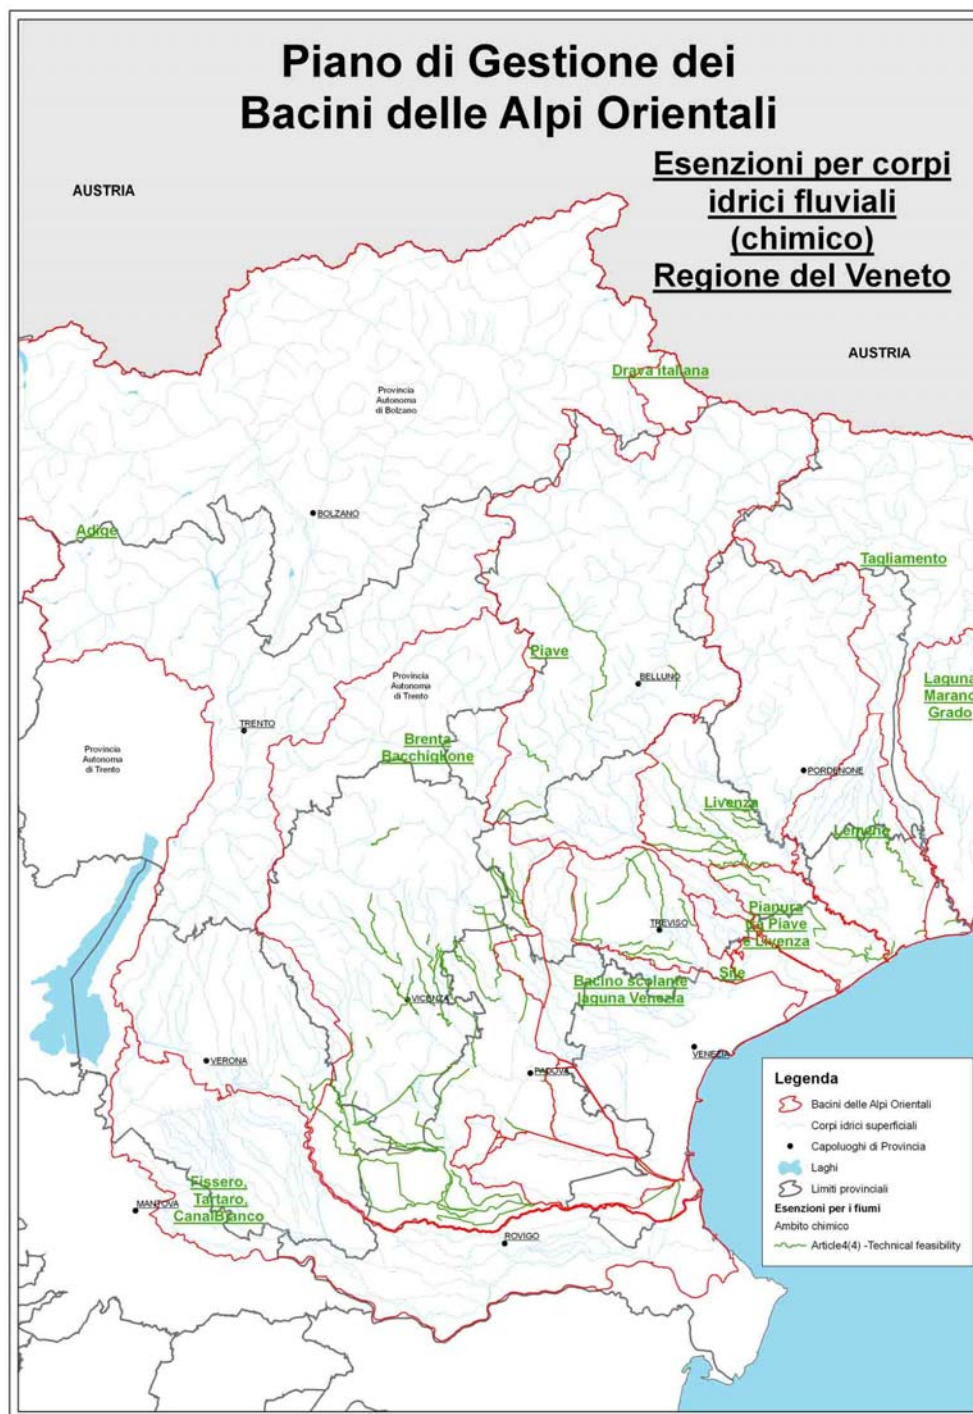 Piano di Gestione dei
Bacini delle Alpi Orientali
Esenzioni per corpi
idrici fluviali
(chimico)
Regione del Veneto
AUSTRIA
AUSTRIA
Drava italiana
Provincia
Autonoma
di Bolzano
BOLZANO
Adige
Tagliamento
Piave
BELLUNO
Provincia
Autonoma
di Trento
Laguna
Marano
Grado
TRENTO
Brenta
Bacchiglione
Provincia
Autonoma
di Trento
PORDENONE
Livenza
Lemene
Pianura
tra Piave
e Livenza
TREVISO
Sile
Bacino scolante
laguna Venezia
VICENZA
VENEZIA
VERONA
PADOVA
Fissero,
Tartaro,
CanalBianco
MANTOVA
ROVIGO
Legenda
Bacini delle Alpi Orientali
Corpi idrici superficiali
Capoluoghi di Provincia
Laghi
Limiti provinciali
Esenzioni per i fiumi
Ambito chimico
Article4(4) -Technical feasibility